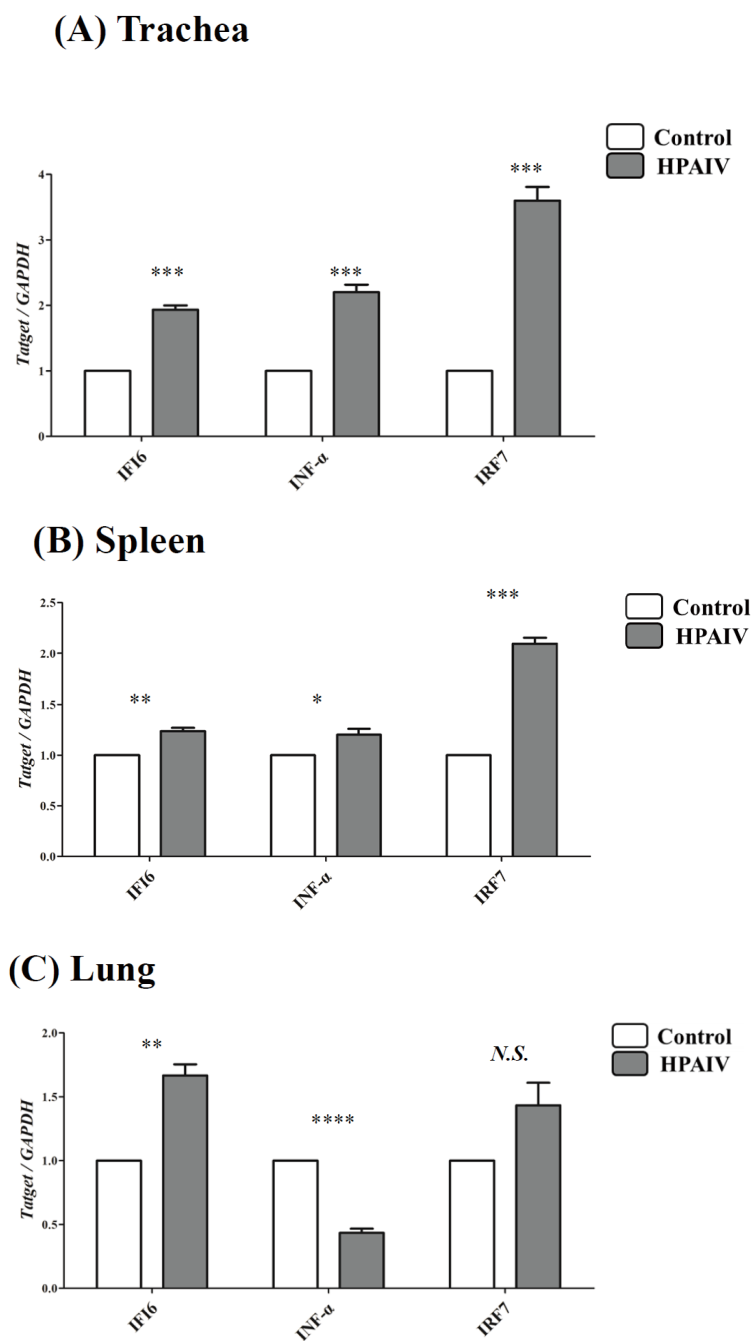 (A) Trachea
Control
HPAIV
***
***
***
4
3
2
1
0
Tatget / GAPDH
IFI6
INF-α
IRF7
(B) Spleen
Control
HPAIV
**
*
***
2.5
2.0
1.5
1.0
0.5
0.0
Tatget / GAPDH
IFI6
INF-α
IRF7
(C) Lung
Control
HPAIV
**
****
N.S.
2.0
1.5
1.0
0.5
0.0
Tatget / GAPDH
IFI6
INF-α
IRF7